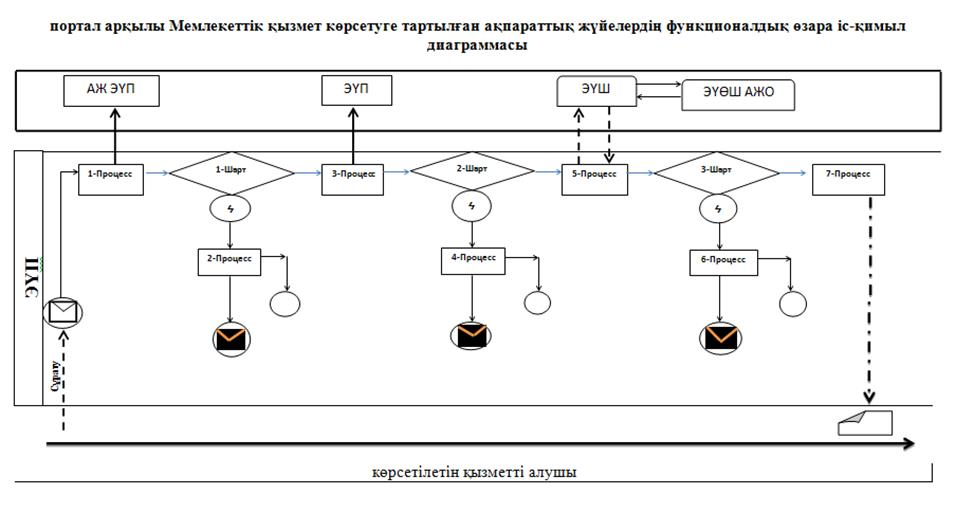 портал арқылы Мемлекеттік қызмет көрсетуге тартылған ақпараттық жүйелердің функционалдық өзара іс-қимыл
диаграммасы
АЖ ЭҮП
ЭҮП
ЭҮШ
ЭҮӨШ АЖО
1-Процесс
1-Шарт
3-Процесс
2-Шарт
5-Процесс
3-Шарт
7-Процесс
2-Процесс
4-Процесс
6-Процесс
ЭҮП
Сұрату
көрсетілетін қызметті алушы